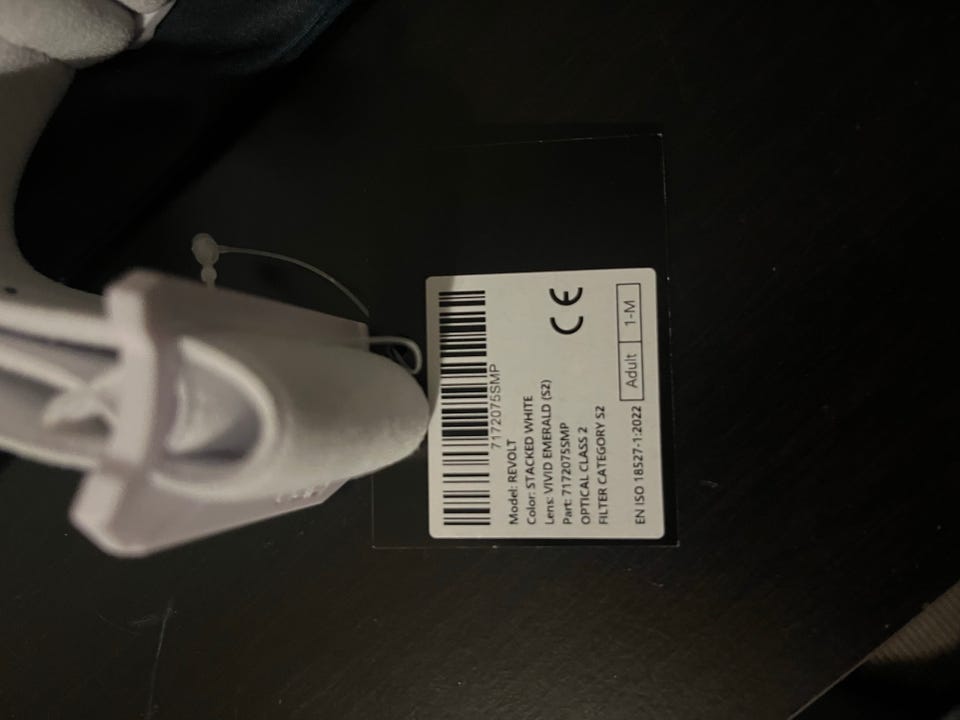 7172075SMP
Model: REVOLT
Color: STACKED WHITE
Lens: VIVID EMERALD (S2)
Part: 7172075SMP
OPTICAL CLASS 2
FILTER CATEGORY S2
CE
EN ISO 18527-1:2022
Adult 1-M